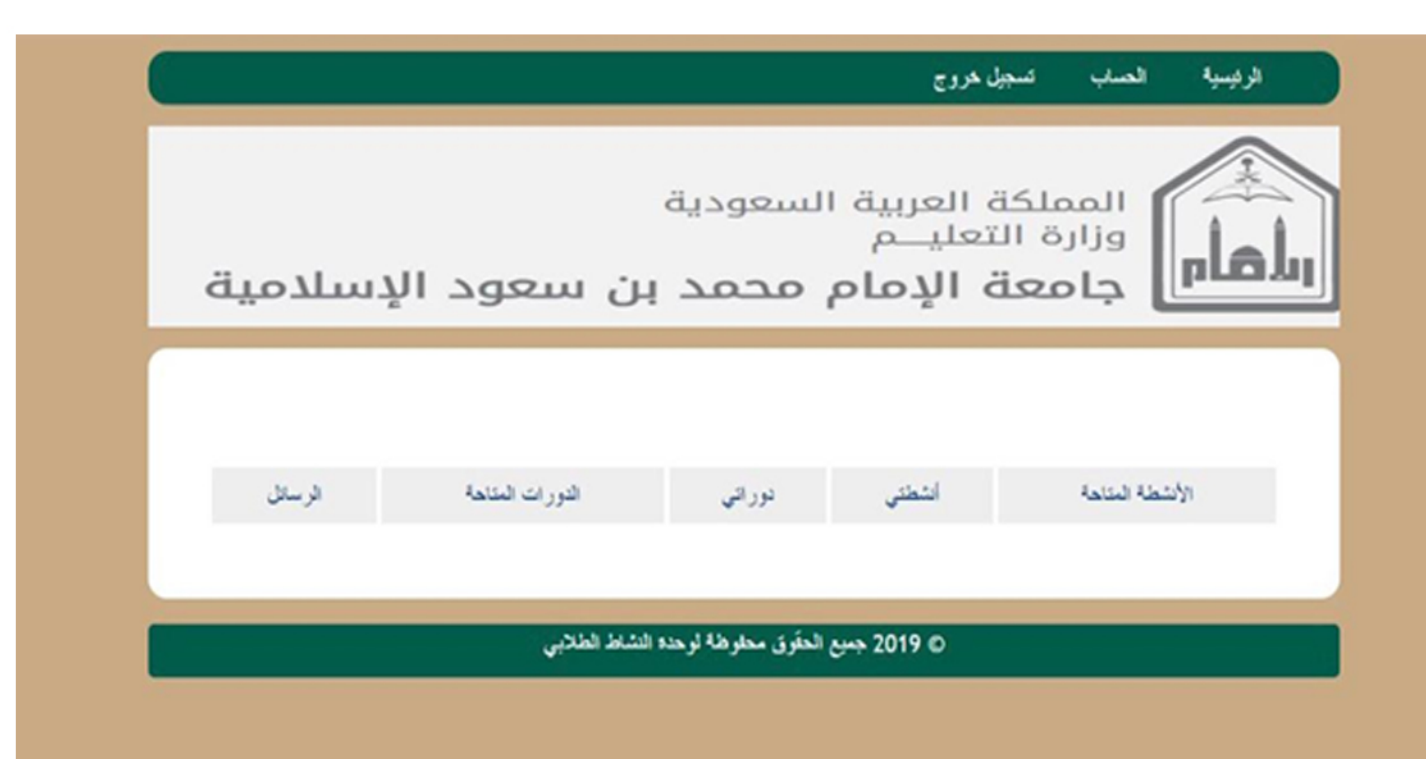 الرئيسية الحساب تسجيل خروج
المملكة العربية السعودية
وزارة التعليـــم
جامعة الإمام محمد بن سعود الإسلامية
الإمام
الأنشطة المتاحة أنشطتي دوراتي الدورات المتاحة الرسائل
© 2019 جميع الحقوق محفوظة لوحدة النشاط الطلابي